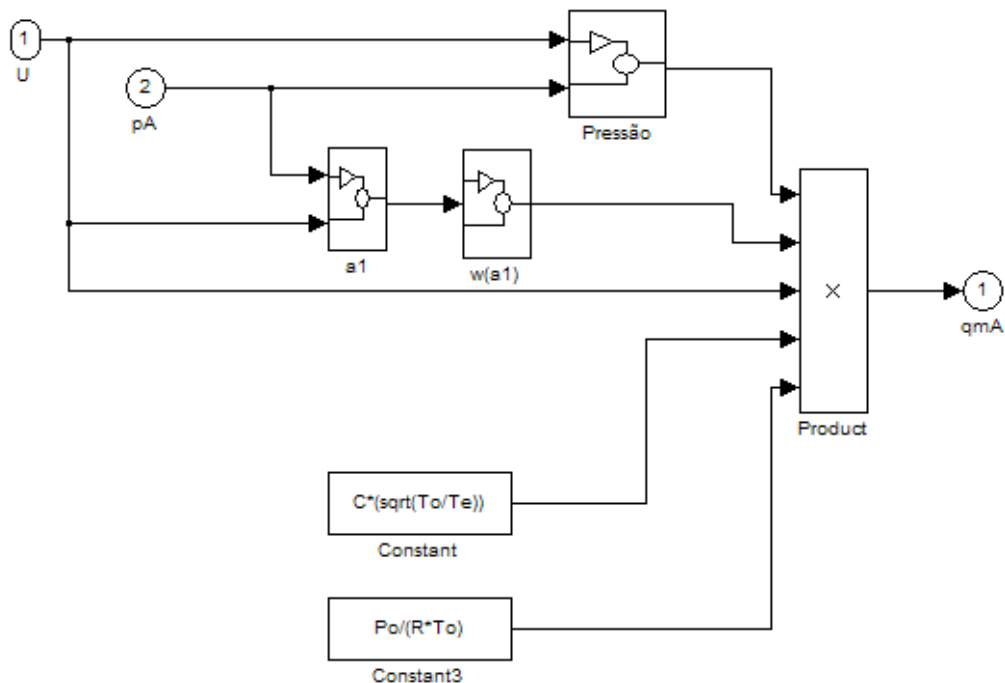 1
U
2
pA
Pressão
a1
w(a1)
×
Product
1
qmA
C*(sqrt(To/Te))
Constant
Po/(R*To)
Constant3